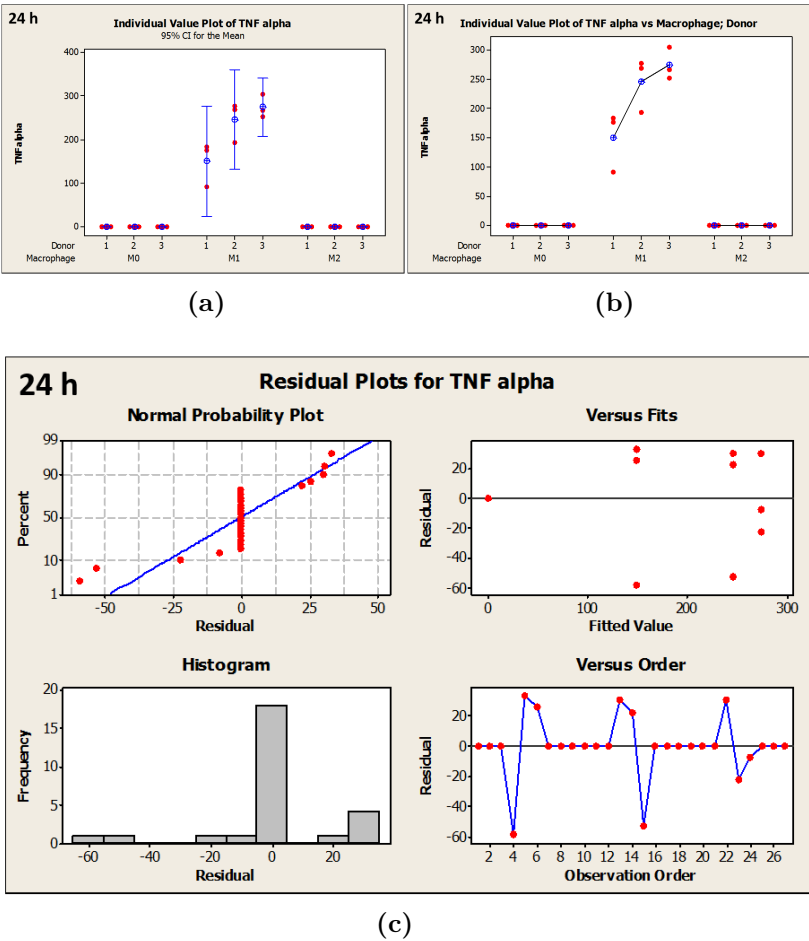 24 h
Individual Value Plot of TNF alpha
95% CI for the Mean
400
300
200
100
0
TNF alpha
Donor 1 2 3 1 2 3 1 2 3
Macrophage M0 M1 M2
(a)
24 h
Individual Value Plot of TNF alpha vs Macrophage; Donor
300
250
200
150
100
50
0
TNF alpha
Donor 1 2 3 1 2 3 1 2 3
Macrophage M0 M1 M2
(b)
24 h
Residual Plots for TNF alpha
Normal Probability Plot
99
90
50
10
1
Percent
-50 -25 0 25 50
Residual
Versus Fits
20
0
-20
-40
-60
Residual
0 100 200 300
Fitted Value
Histogram
20
15
10
5
0
Frequency
-60 -40 -20 0 20
Residual
Versus Order
20
0
-20
-40
-60
Residual
2 4 6 8 10 12 14 16 18 20 22 24 26
Observation Order
(c)